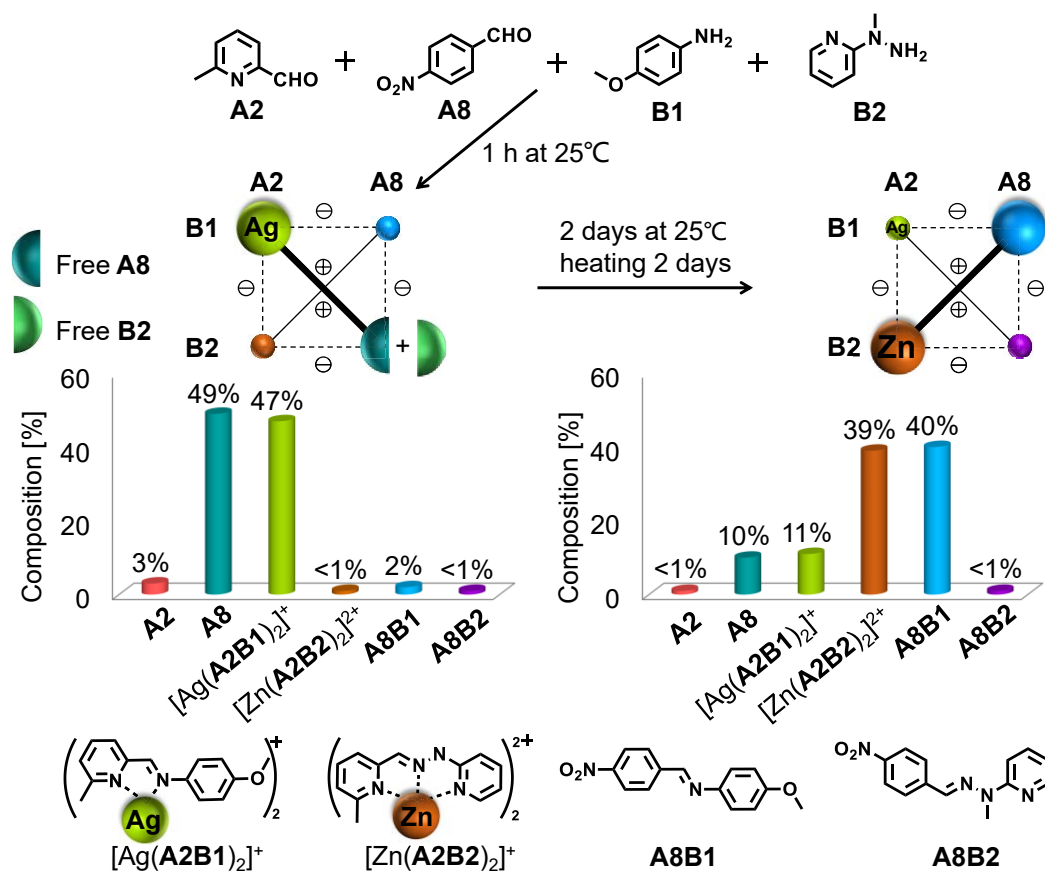 N
CHO
A2
+
O₂N
CHO
A8
+
NH₂
O
B1
+
N
N
NH₂
B2
1 h at 25℃
A2 A8
B1 Ag ⊖
⊖ ⊕ ⊕ ⊖
B2 ⊖ +
Free A8
Free B2
2 days at 25℃
heating 2 days
A2 A8
B1 Ag ⊖
⊖ ⊕ ⊕ ⊖
B2 Zn ⊖
Composition [%]
60
40
20
0
3% 49% 47% <1% 2% <1%
A2 A8 [Ag(A2B1)₂]⁺ [Zn(A2B2)₂]²⁺ A8B1 A8B2
Composition [%]
60
40
20
0
<1% 10% 11% 39% 40% <1%
A2 A8 [Ag(A2B1)₂]⁺ [Zn(A2B2)₂]²⁺ A8B1 A8B2
( N N O )₂⁺
Ag
[Ag(A2B1)₂]⁺
( N N N N )₂²⁺
Zn
[Zn(A2B2)₂]⁺
O₂N N O
A8B1
O₂N N N N
A8B2